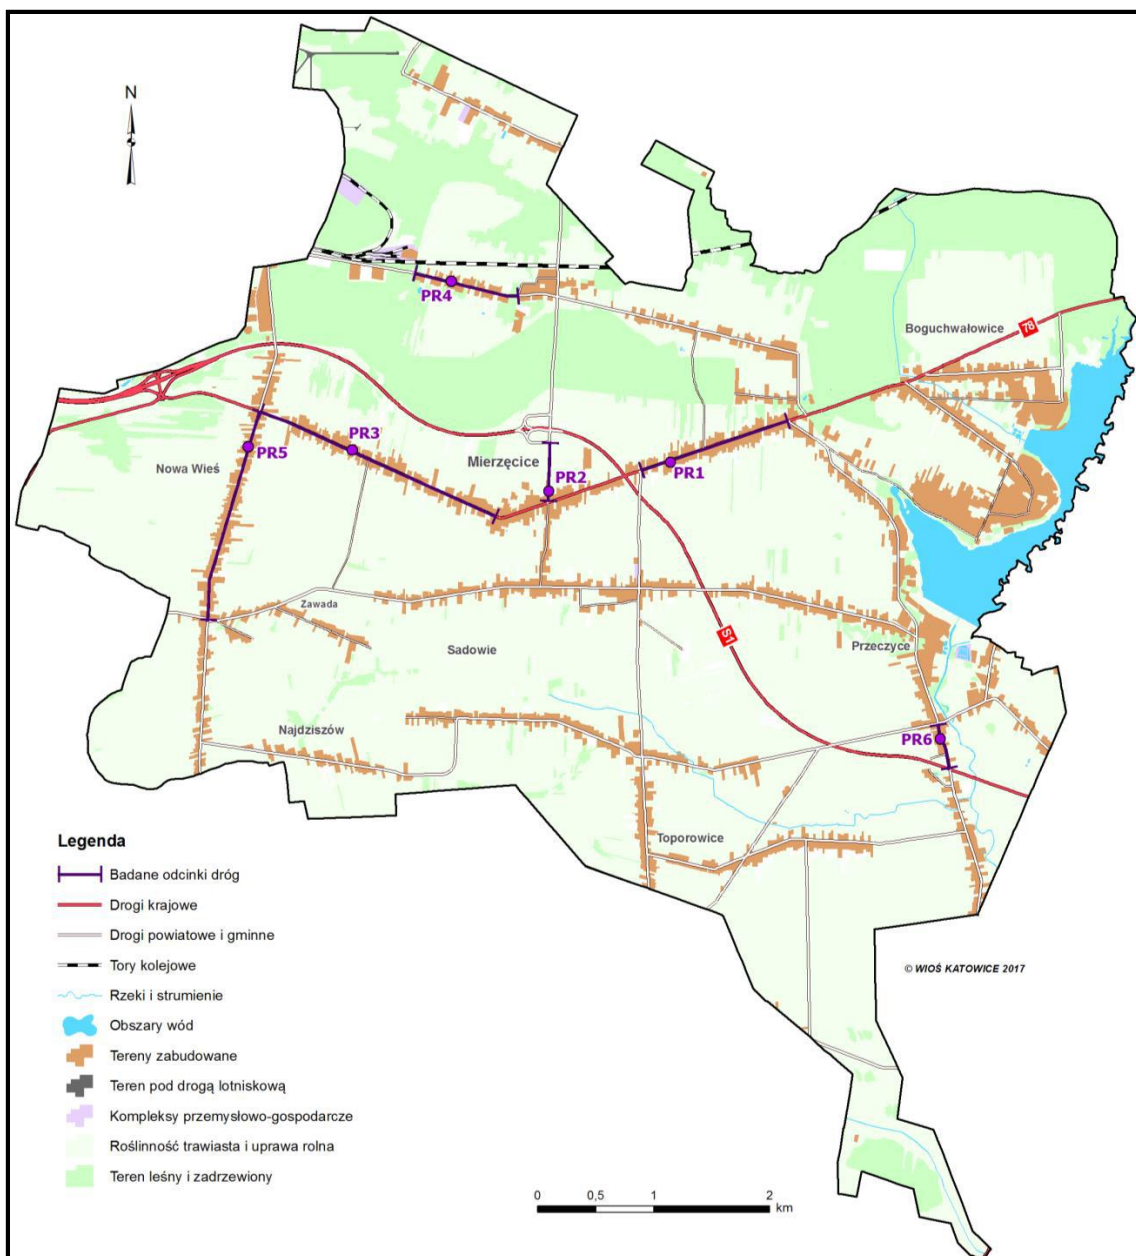 N
PR4
Boguchwałowice
78
PR3
Mierzęcice
PR1
Nowa Wieś
PR5
PR2
Zawada
S1
Sadowie
Przeczyce
Najdziszów
PR6
Toporowice
Legenda
Badane odcinki dróg
Drogi krajowe
Drogi powiatowe i gminne
Tory kolejowe
Rzeki i strumienie
Obszary wód
Tereny zabudowane
Teren pod drogą lotniskową
Kompleksy przemysłowo-gospodarcze
Roślinność trawiasta i uprawa rolna
Teren leśny i zadrzewiony
© WIOŚ KATOWICE 2017
0 0,5 1 2
km